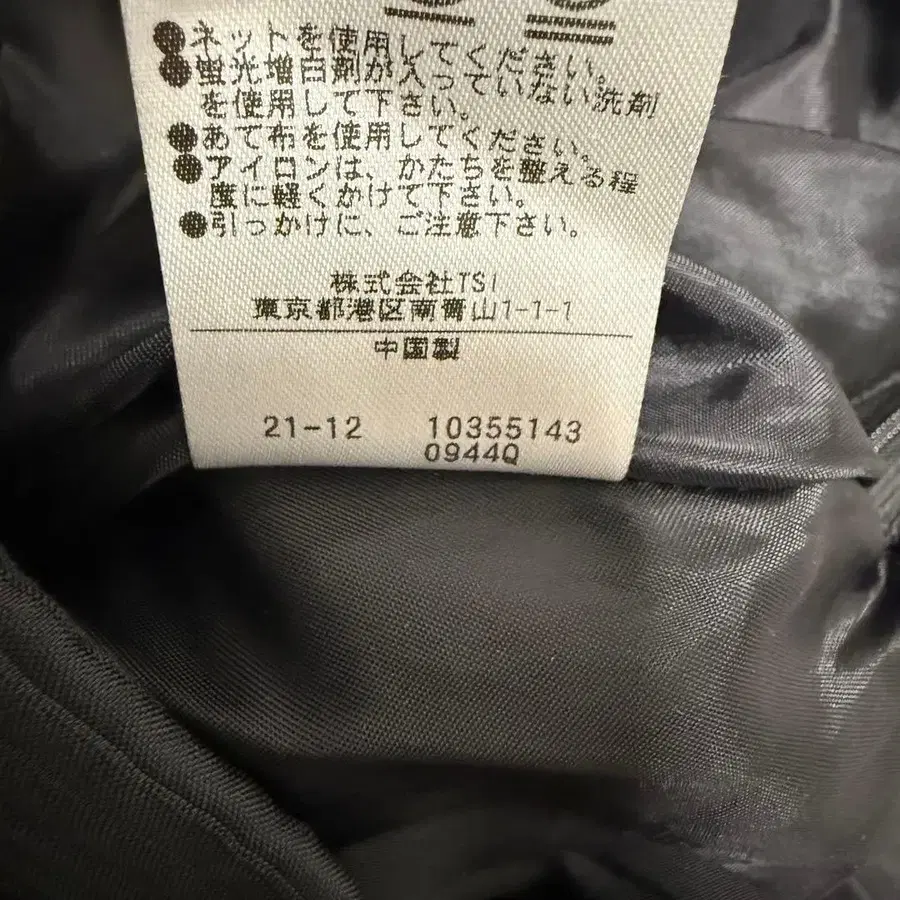 ●ネットを使用してください。
●蛍光増白剤が入っていない洗剤
を使用して下さい。
●あて布を使用してください。
●アイロンは、かたちを整える程
度に軽くかけて下さい。
●引っかけに、ご注意下さい。
株式会社TSI
東京都港区南青山1-1-1
中国製
21-12 10355143
0944Q